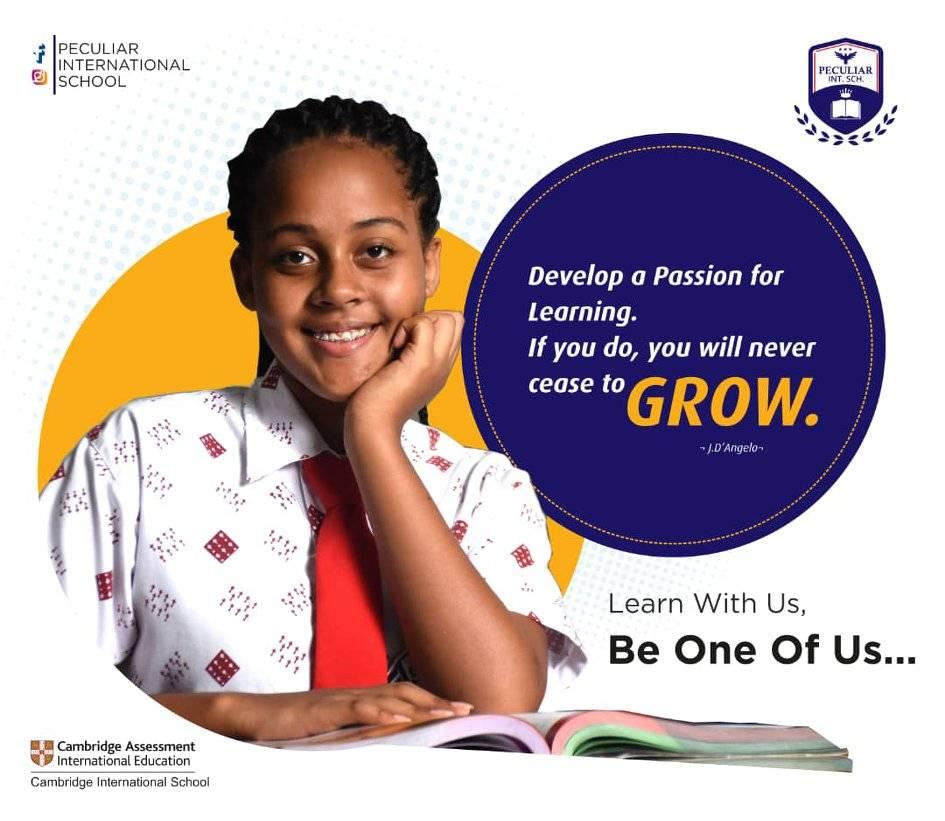 PECULIAR
INTERNATIONAL
SCHOOL
PECULIAR
INT. SCH.
Develop a Passion for
Learning.
If you do, you will never
cease to GROW.
¬ J.D'Angelo¬
Learn With Us,
Be One Of Us...
Cambridge Assessment
International Education
Cambridge International School